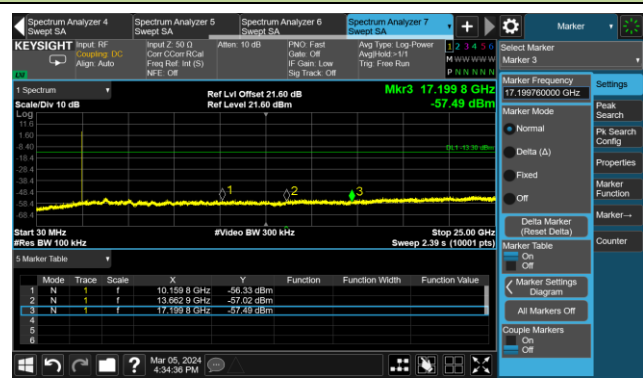 Spectrum Analyzer 4
Swept SA
Spectrum Analyzer 5
Swept SA
Spectrum Analyzer 6
Swept SA
Spectrum Analyzer 7
Swept SA
Marker
KEYSIGHT
Input: RF
Coupling: DC
Align: Auto
Input Z: 50 Ω
Corr CCorr RCal
Freq Ref: Int (S)
NFE: Off
Atten: 10 dB
PNO: Fast
Gate: Off
IF Gain: Low
Sig Track: Off
Avg Type: Log-Power
Avg|Hold:>1/1
Trig: Free Run
1 2 3 4 5 6
M W W W W W
P N N N N N
Select Marker
Marker 3
1 Spectrum
Scale/Div 10 dB
Log
Ref Lvl Offset 21.60 dB
Ref Level 21.60 dBm
Mkr3 17.199 8 GHz
-57.49 dBm
11.6
1.60
-8.40
-18.4
-28.4
-38.4
-48.4
-58.4
-68.4
DL1 -13.30 dBm
1
2
3
Start 30 MHz
#Res BW 100 kHz
#Video BW 300 kHz
Stop 25.00 GHz
Sweep 2.39 s (10001 pts)
5 Marker Table
Mode Trace Scale X Y Function Function Width Function Value
1 N 1 f 10.159 8 GHz -56.33 dBm
2 N 1 f 13.662 9 GHz -57.02 dBm
3 N 1 f 17.199 8 GHz -57.49 dBm
4
5
6
Marker Frequency
17.199760000 GHz
Marker Mode
Normal
Delta (Δ)
Fixed
Off
Delta Marker
(Reset Delta)
Marker Table
On
Off
Marker Settings
Diagram
All Markers Off
Couple Markers
On
Off
Settings
Peak
Search
Pk Search
Config
Properties
Marker
Function
Marker→
Counter
?
Mar 05, 2024
4:34:36 PM